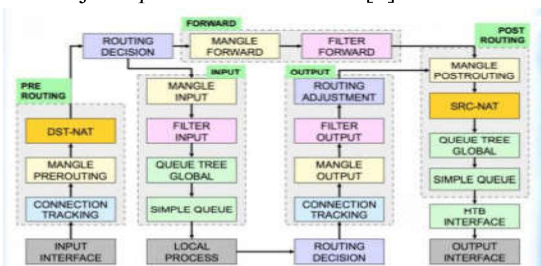 FORWARD
ROUTING
DECISION
MANGLE
FORWARD
FILTER
FORWARD
POST
ROUTING
MANGLE
POSTROUTING
SRC-NAT
QUEUE TREE
GLOBAL
SIMPLE QUEUE
HTB
INTERFACE
OUTPUT
INTERFACE
PRE
ROUTING
DST-NAT
MANGLE
PREROUTING
CONNECTION
TRACKING
INPUT
INTERFACE
INPUT
MANGLE
INPUT
FILTER
INPUT
QUEUE TREE
GLOBAL
SIMPLE QUEUE
LOCAL
PROCESS
OUTPUT
ROUTING
ADJUSTMENT
FILTER
OUTPUT
MANGLE
OUTPUT
CONNECTION
TRACKING
ROUTING
DECISION